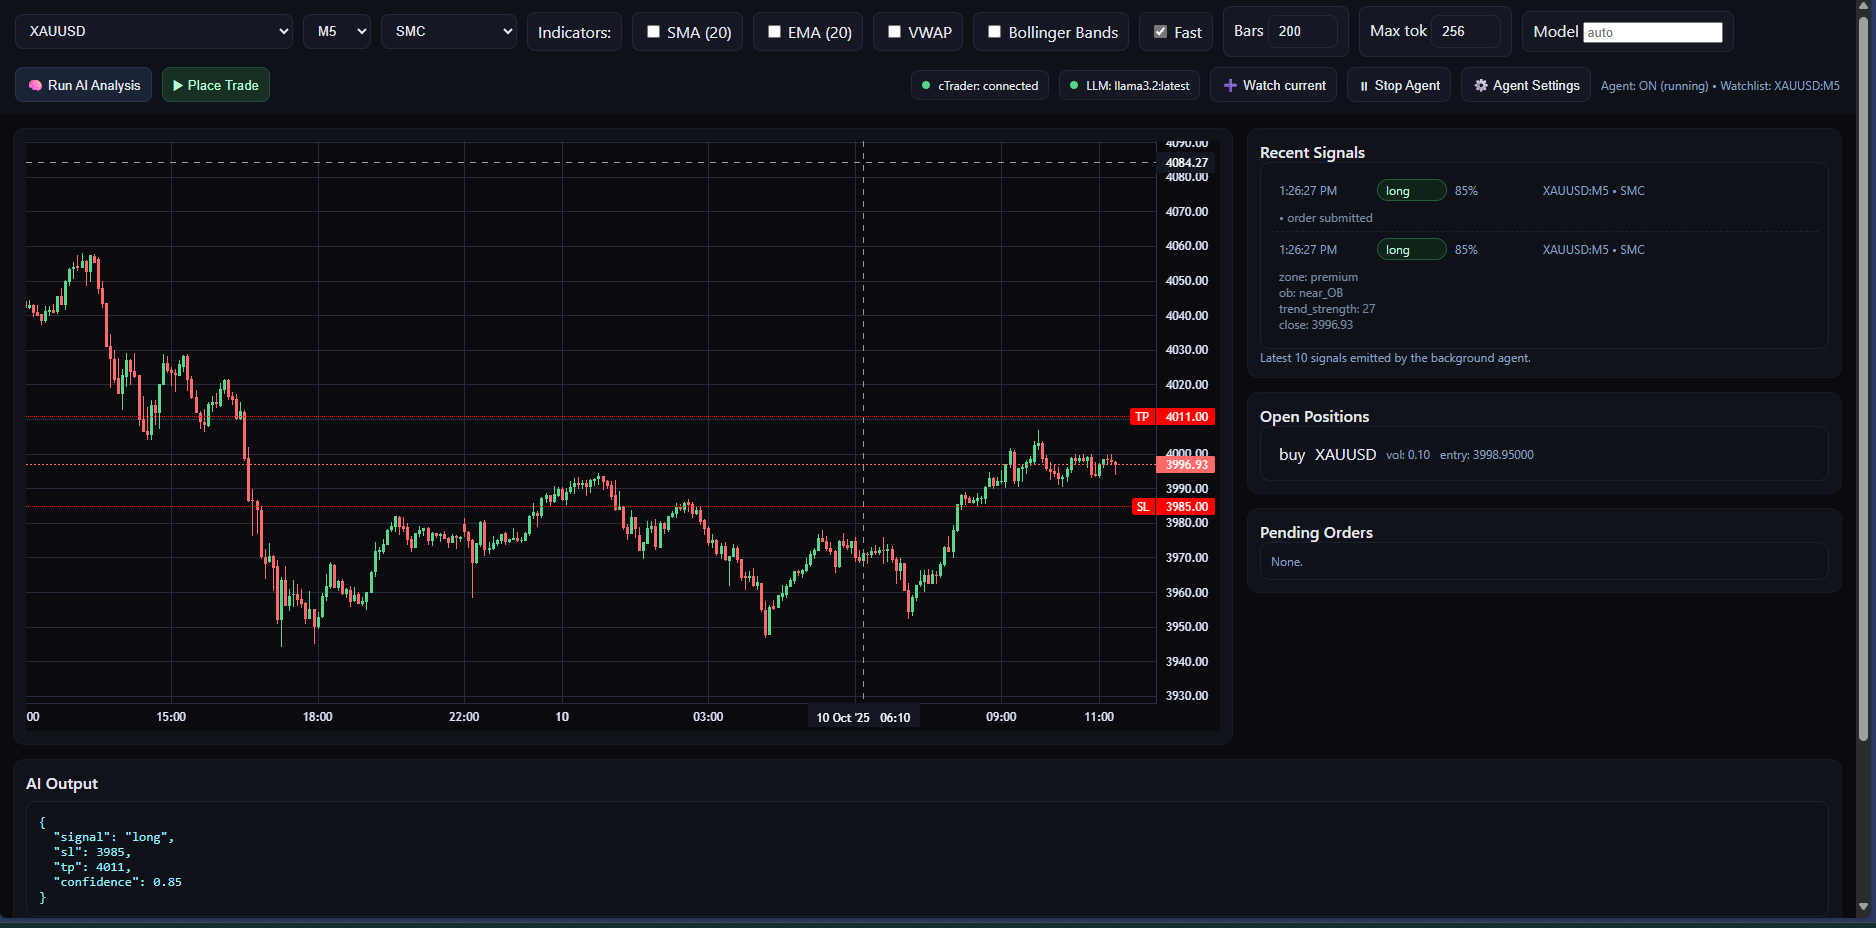 XAUUSD M5 SMC Indicators: SMA (20) EMA (20) VWAP Bollinger Bands Fast Bars 200 Max tok 256 Model auto
Run AI Analysis Place Trade cTrader: connected LLM: llama3.2:latest Watch current Stop Agent Agent Settings Agent: ON (running) • Watchlist: XAUUSD:M5
4090.00
4084.27
4080.00
4070.00
4060.00
4050.00
4040.00
4030.00
4020.00
TP 4011.00
4000.00
3996.93
3990.00
SL 3985.00
3980.00
3970.00
3960.00
3950.00
3940.00
3930.00
00 15:00 18:00 22:00 10 03:00 10 Oct '25 06:10 09:00 11:00
Recent Signals
1:26:27 PM long 85% XAUUSD:M5 • SMC
• order submitted
1:26:27 PM long 85% XAUUSD:M5 • SMC
zone: premium
ob: near_OB
trend_strength: 27
close: 3996.93
Latest 10 signals emitted by the background agent.
Open Positions
buy XAUUSD vol: 0.10 entry: 3998.95000
Pending Orders
None.
AI Output
{
"signal": "long",
"sl": 3985,
"tp": 4011,
"confidence": 0.85
}